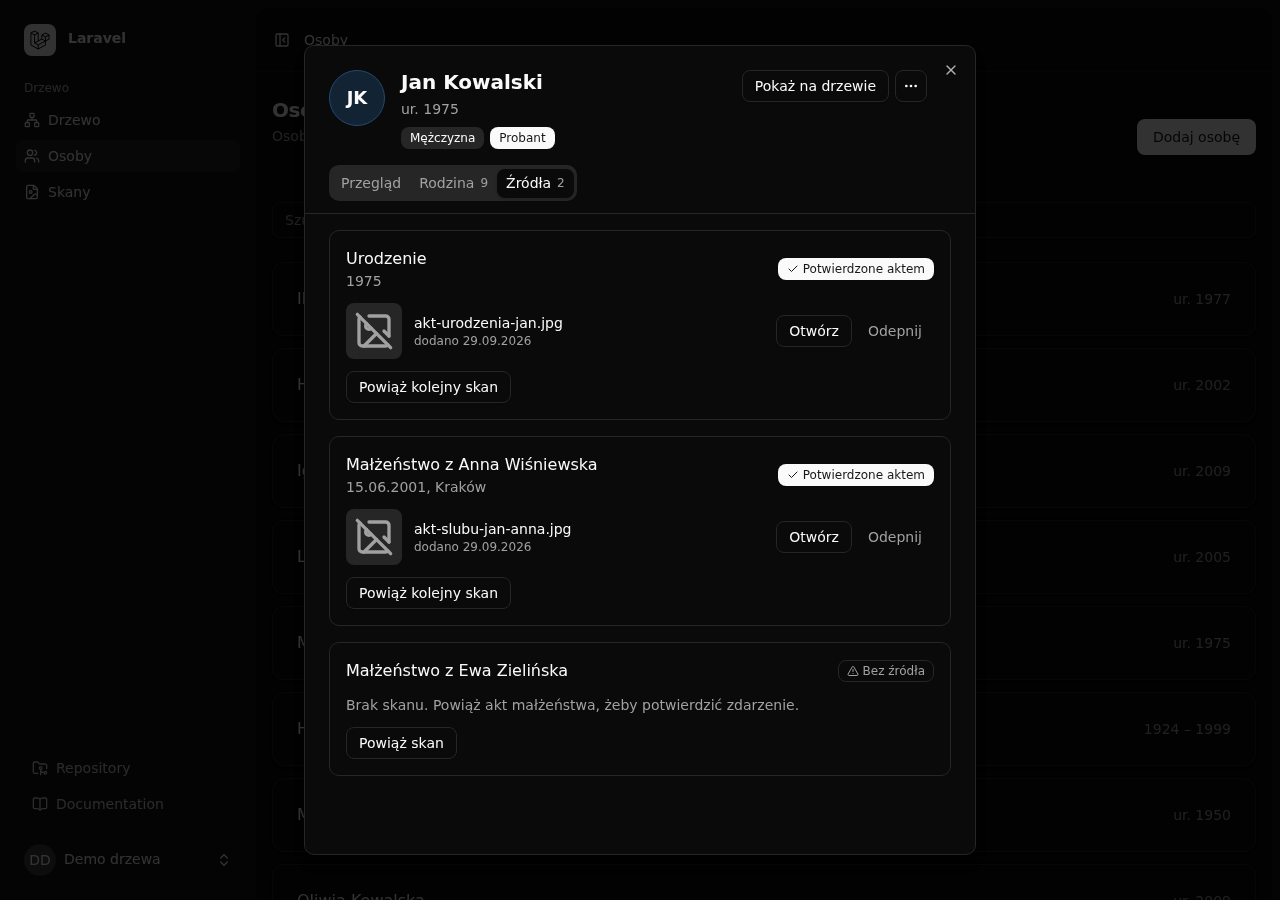 Laravel
Drzewo
Drzewo
Osoby
Skany
Repository
Documentation
DD Demo drzewa
Osoby
Dodaj osobę
JK
Jan Kowalski
ur. 1975
Mężczyzna Probant
Pokaż na drzewie
Przegląd Rodzina 9 Źródła 2
Urodzenie
1975
Potwierdzone aktem
akt-urodzenia-jan.jpg
dodano 29.09.2026
Otwórz Odepnij
Powiąż kolejny skan
Małżeństwo z Anna Wiśniewska
15.06.2001, Kraków
Potwierdzone aktem
akt-slubu-jan-anna.jpg
dodano 29.09.2026
Otwórz Odepnij
Powiąż kolejny skan
Małżeństwo z Ewa Zielińska
Bez źródła
Brak skanu. Powiąż akt małżeństwa, żeby potwierdzić zdarzenie.
Powiąż skan
ur. 1977
ur. 2002
ur. 2009
ur. 2005
ur. 1975
1924 – 1999
ur. 1950
Oliwia Kowalska